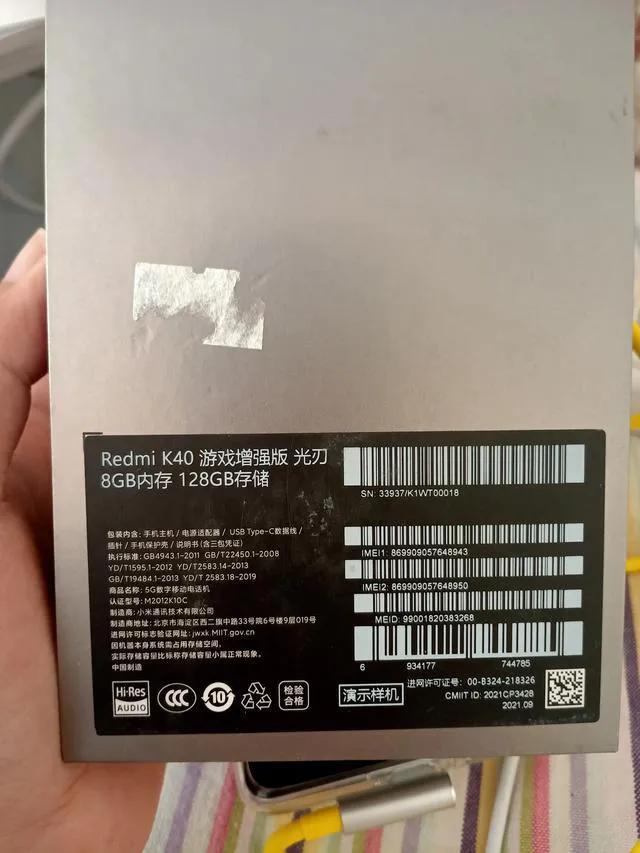 Redmi K40 游戏增强版 光刃
8GB内存 128GB存储
SN: 33937/K1WT00018
包装内含: 手机主机 / 电源适配器 / USB Type-C数据线 /
插针 / 手机保护壳 / 说明书(含三包凭证)
执行标准: GB4943.1-2011 GB/T22450.1-2008
YD/T1595.1-2012 YD/T2583.14-2013
GB/T19484.1-2013 YD/T 2583.18-2019
商品名称: 5G数字移动电话机
认证型号: M2012K10C
制造商: 小米通讯技术有限公司
制造商地址: 北京市海淀区西二旗中路33号院6号楼9层019号
进网许可标志验证网址: jwxk.MIIT.gov.cn
因机器本身系统需占用存储空间,
实际存储容量比标称存储容量小属正常现象。
中国制造
IMEI1: 869909057648943
IMEI2: 869909057648950
MEID: 99001820383268
6 934177 744785
Hi-Res
AUDIO
CCC
10
检验
合格
演示样机
进网许可证号: 00-B324-218326
CMIIT ID: 2021CP3428
2021.09